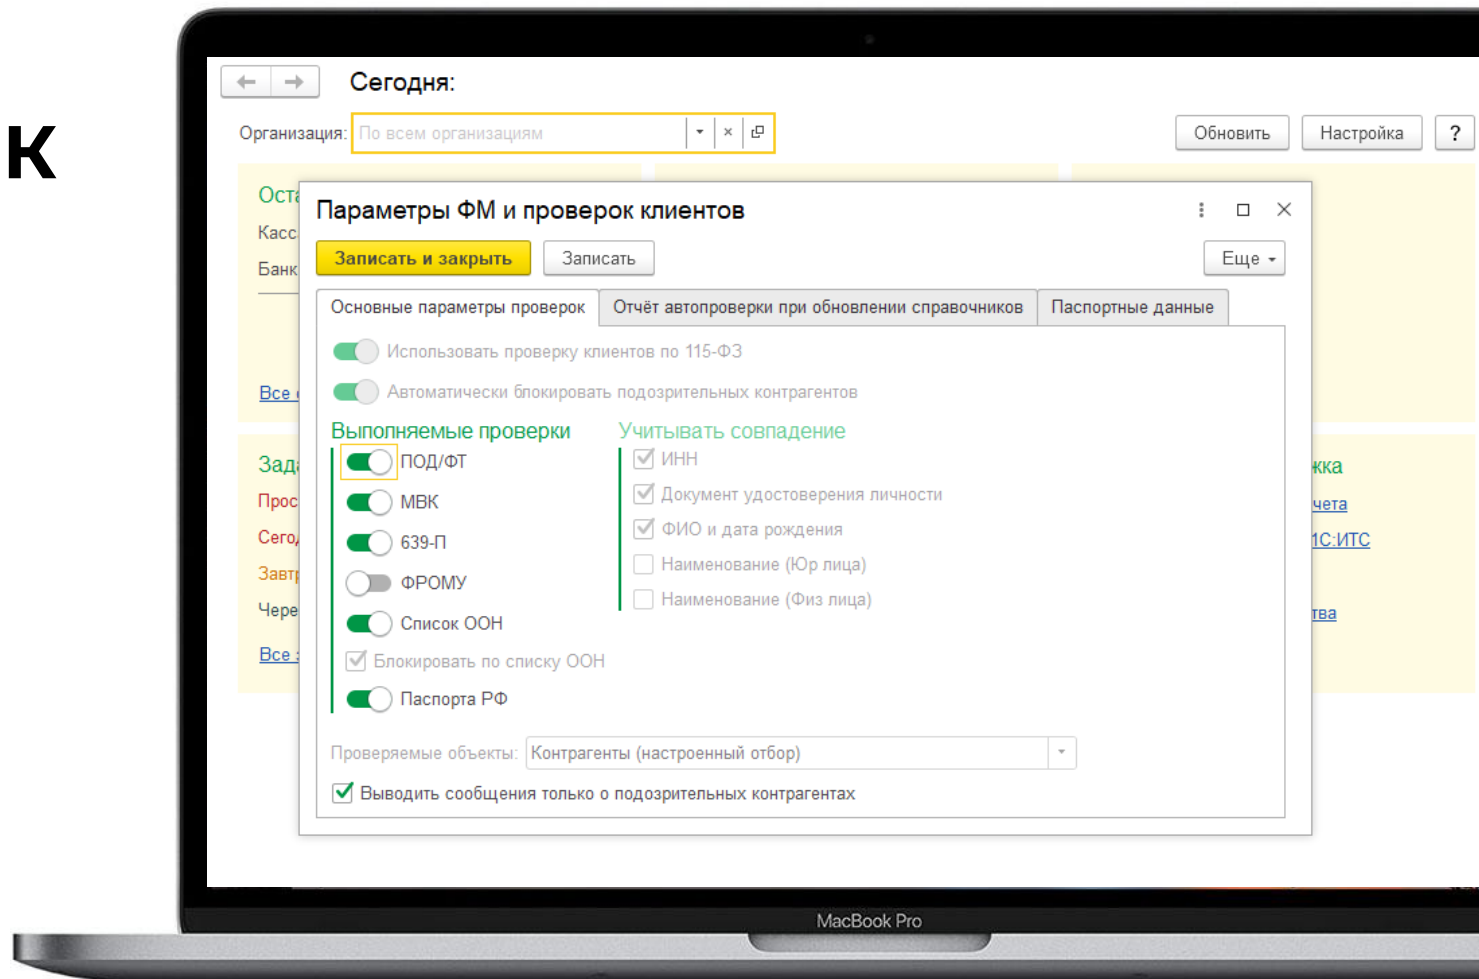 к
Сегодня:
Организация: По всем организациям
Обновить Настройка ?
Параметры ФМ и проверок клиентов
Записать и закрыть Записать Еще
Основные параметры проверок Отчёт автопроверки при обновлении справочников Паспортные данные
Использовать проверку клиентов по 115-ФЗ
Автоматически блокировать подозрительных контрагентов
Все
Выполняемые проверки Учитывать совпадение
ПОД/ФТ ИНН
МВК Документ удостоверения личности
639-П ФИО и дата рождения
1С:ИТС
ФРОМУ Наименование (Юр лица)
Наименование (Физ лица)
Список ООН
Все
Блокировать по списку ООН
Паспорта РФ
Проверяемые объекты: Контрагенты (настроенный отбор)
Выводить сообщения только о подозрительных контрагентах
MacBook Pro